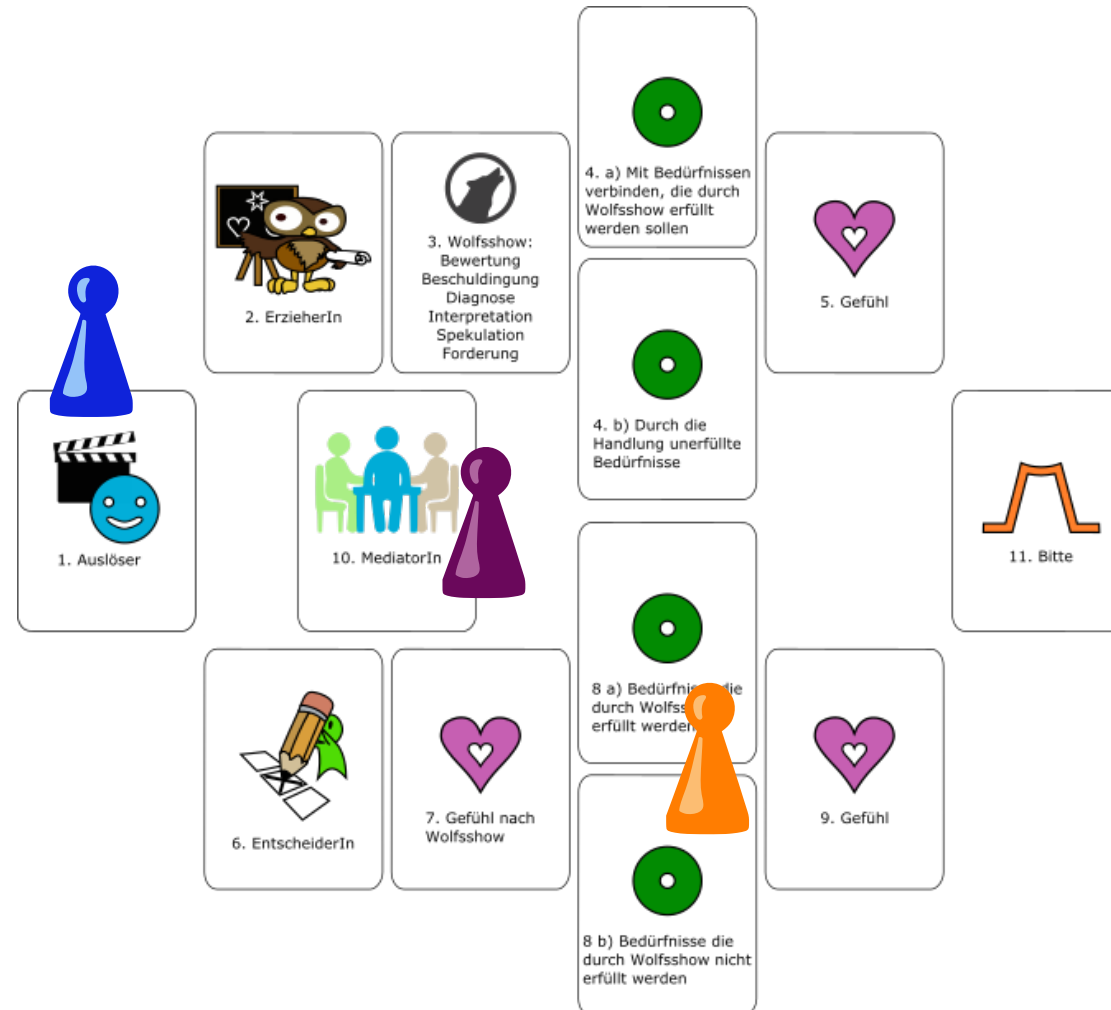 4. a) Mit Bedürfnissen
verbinden, die durch
Wolfsshow erfüllt
werden sollen
2. ErzieherIn
3. Wolfsshow:
Bewertung
Beschuldingung
Diagnose
Interpretation
Spekulation
Forderung
5. Gefühl
4. b) Durch die
Handlung unerfüllte
Bedürfnisse
1. Auslöser
10. MediatorIn
11. Bitte
8 a) die
durch
erfüllt werden
6. EntscheiderIn
7. Gefühl nach
Wolfsshow
9. Gefühl
8 b) Bedürfnisse die
durch Wolfsshow nicht
erfüllt werden